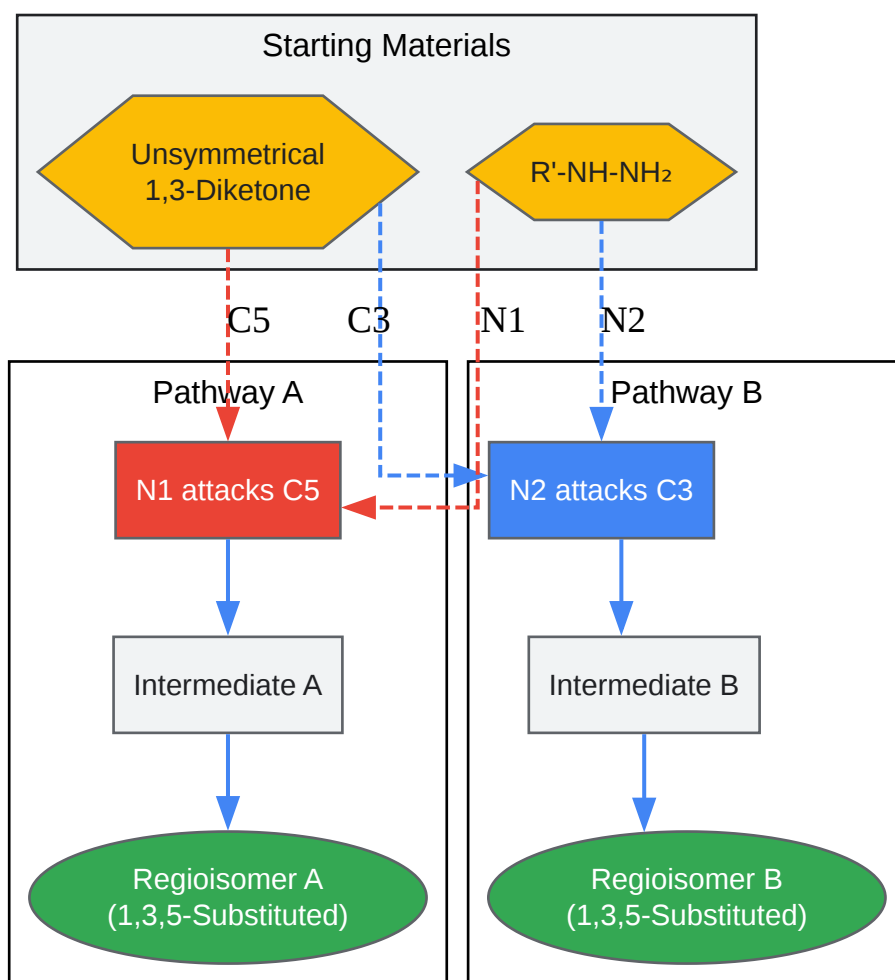 Starting Materials
Unsymmetrical
1,3-Diketone
R'-NH-NH₂
C5
C3
N1
N2
Pathway A
Pathway B
N1 attacks C5
N2 attacks C3
Intermediate A
Intermediate B
Regioisomer A
(1,3,5-Substituted)
Regioisomer B
(1,3,5-Substituted)